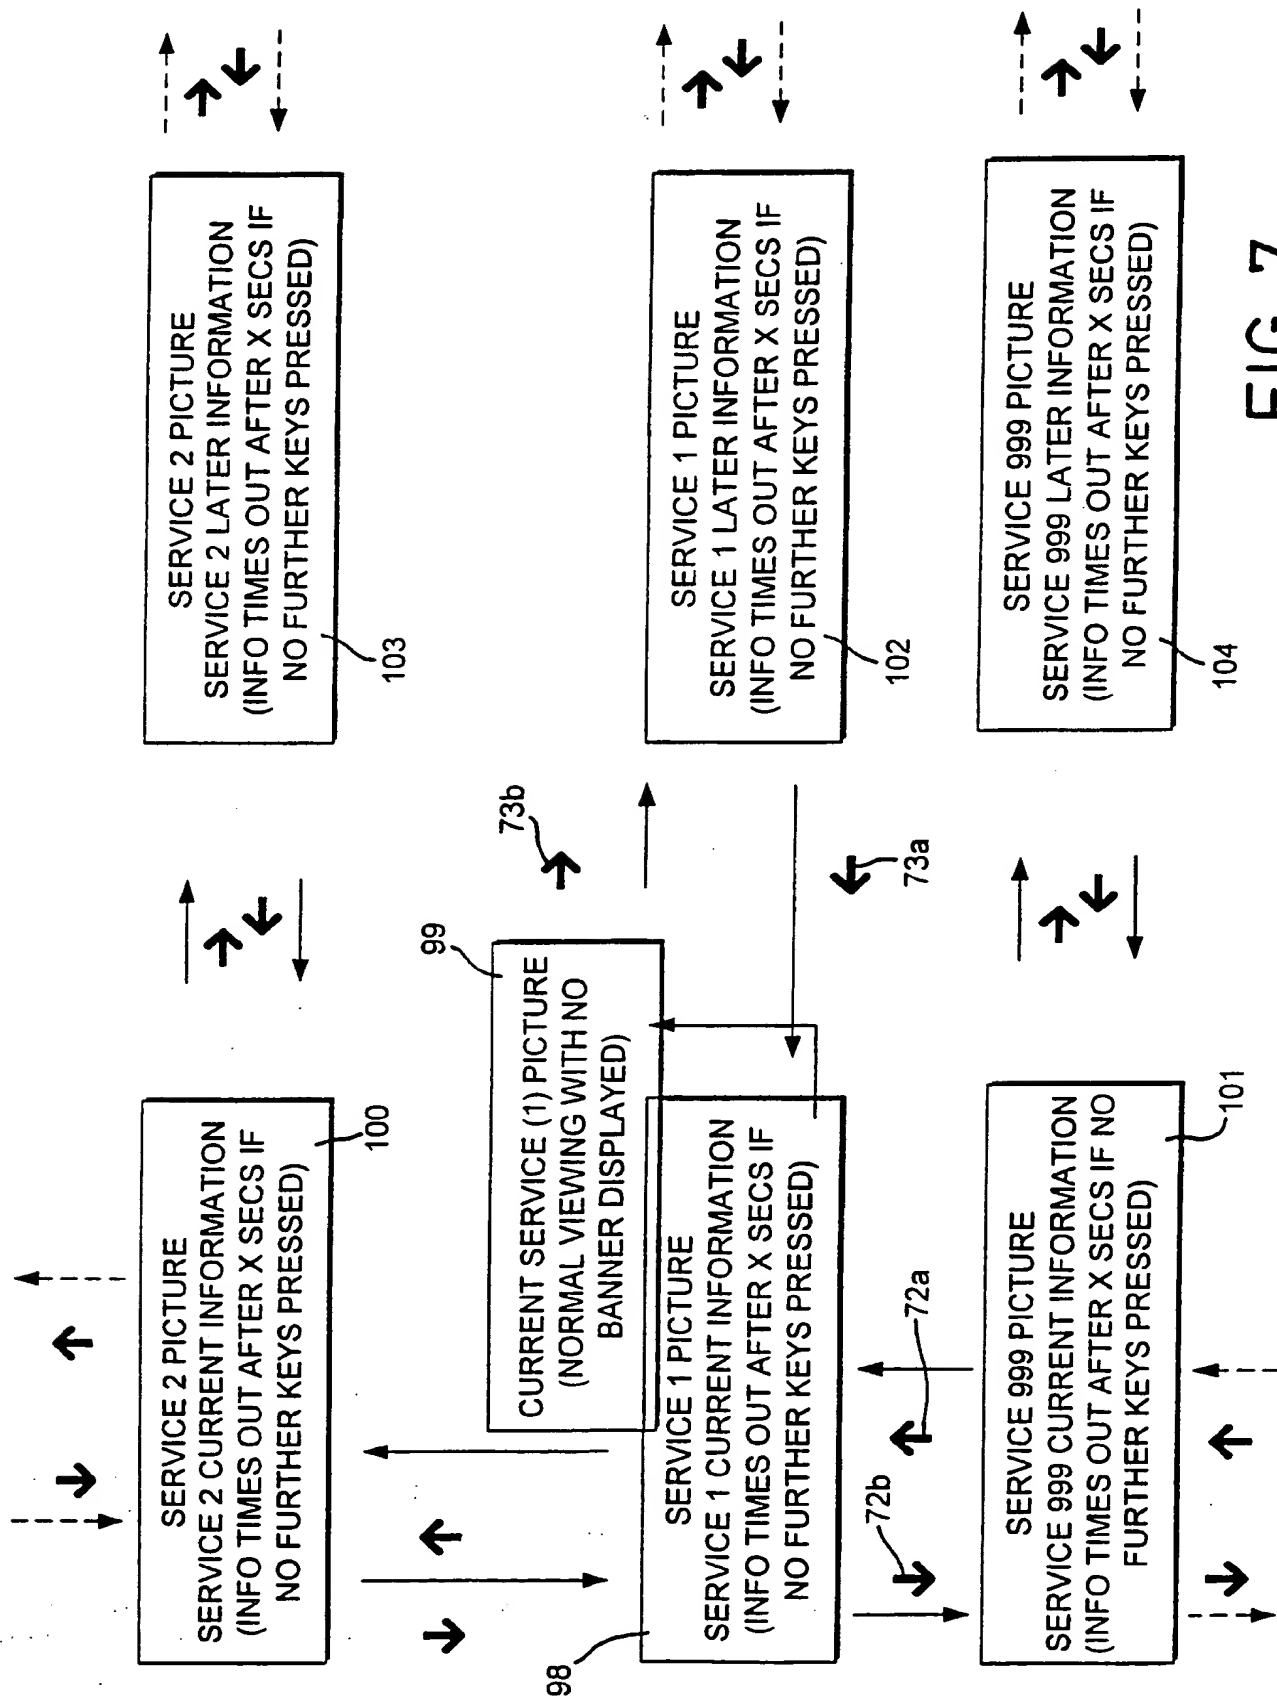 SERVICE 2 PICTURE
SERVICE 2 CURRENT INFORMATION
(INFO TIMES OUT AFTER X SECS IF
NO FURTHER KEYS PRESSED)
100
SERVICE 2 PICTURE
SERVICE 2 LATER INFORMATION
(INFO TIMES OUT AFTER X SECS IF
NO FURTHER KEYS PRESSED)
103
99
CURRENT SERVICE (1) PICTURE
(NORMAL VIEWING WITH NO
BANNER DISPLAYED)
73b
98
SERVICE 1 PICTURE
SERVICE 1 CURRENT INFORMATION
(INFO TIMES OUT AFTER X SECS IF
NO FURTHER KEYS PRESSED)
SERVICE 1 PICTURE
SERVICE 1 LATER INFORMATION
(INFO TIMES OUT AFTER X SECS IF
NO FURTHER KEYS PRESSED)
102
72b
72a
73a
SERVICE 999 PICTURE
SERVICE 999 CURRENT INFORMATION
(INFO TIMES OUT AFTER X SECS IF NO
FURTHER KEYS PRESSED)
101
SERVICE 999 PICTURE
SERVICE 999 LATER INFORMATION
(INFO TIMES OUT AFTER X SECS IF
NO FURTHER KEYS PRESSED)
104
FIG. 7